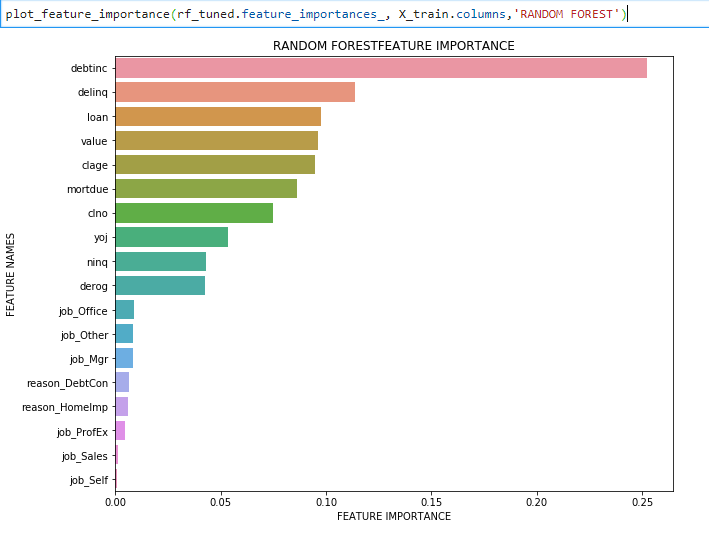 plot_feature_importance(rf_tuned.feature_importances_, X_train.columns,'RANDOM FOREST')
RANDOM FORESTFEATURE IMPORTANCE
FEATURE NAMES
debtinc
delinq
loan
value
clage
mortdue
clno
yoj
ninq
derog
job_Office
job_Other
job_Mgr
reason_DebtCon
reason_HomeImp
job_ProfEx
job_Sales
job_Self
0.00 0.05 0.10 0.15 0.20 0.25
FEATURE IMPORTANCE